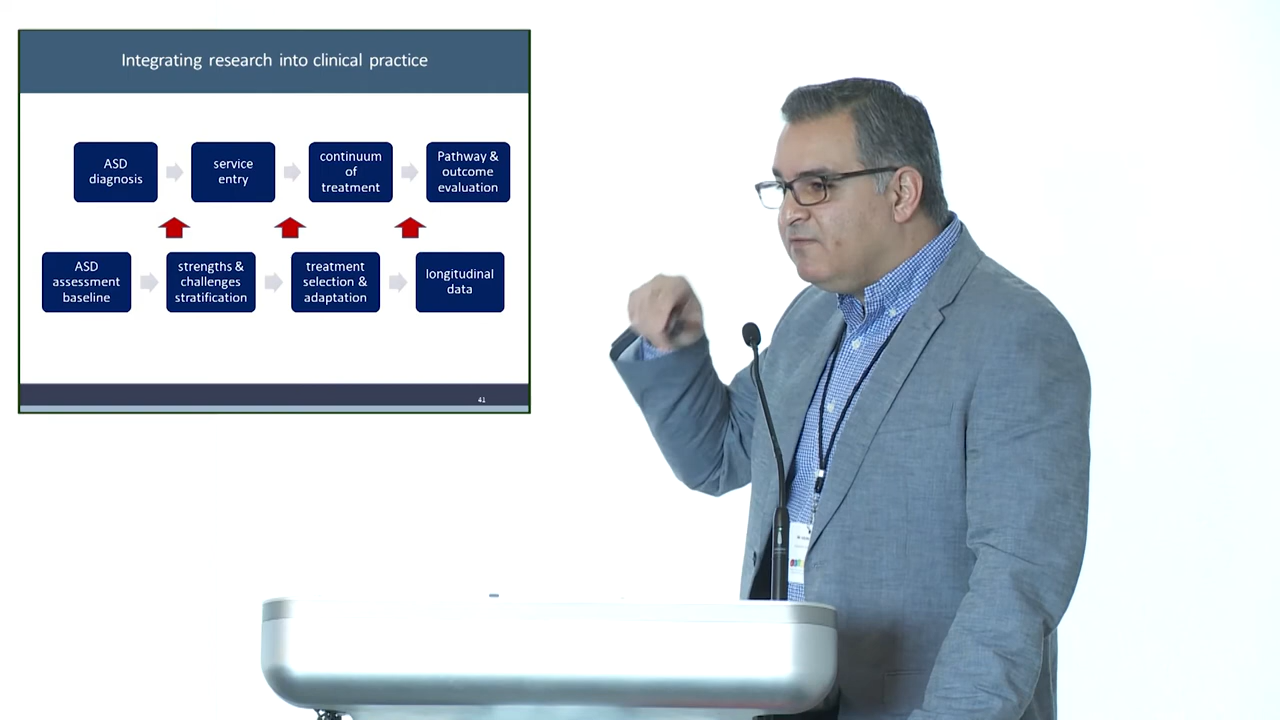 Integrating research into clinical practice
ASD
diagnosis
service
entry
continuum
of
treatment
Pathway &
outcome
evaluation
ASD
assessment
baseline
strengths &
challenges
stratification
treatment
selection &
adaptation
longitudinal
data
41